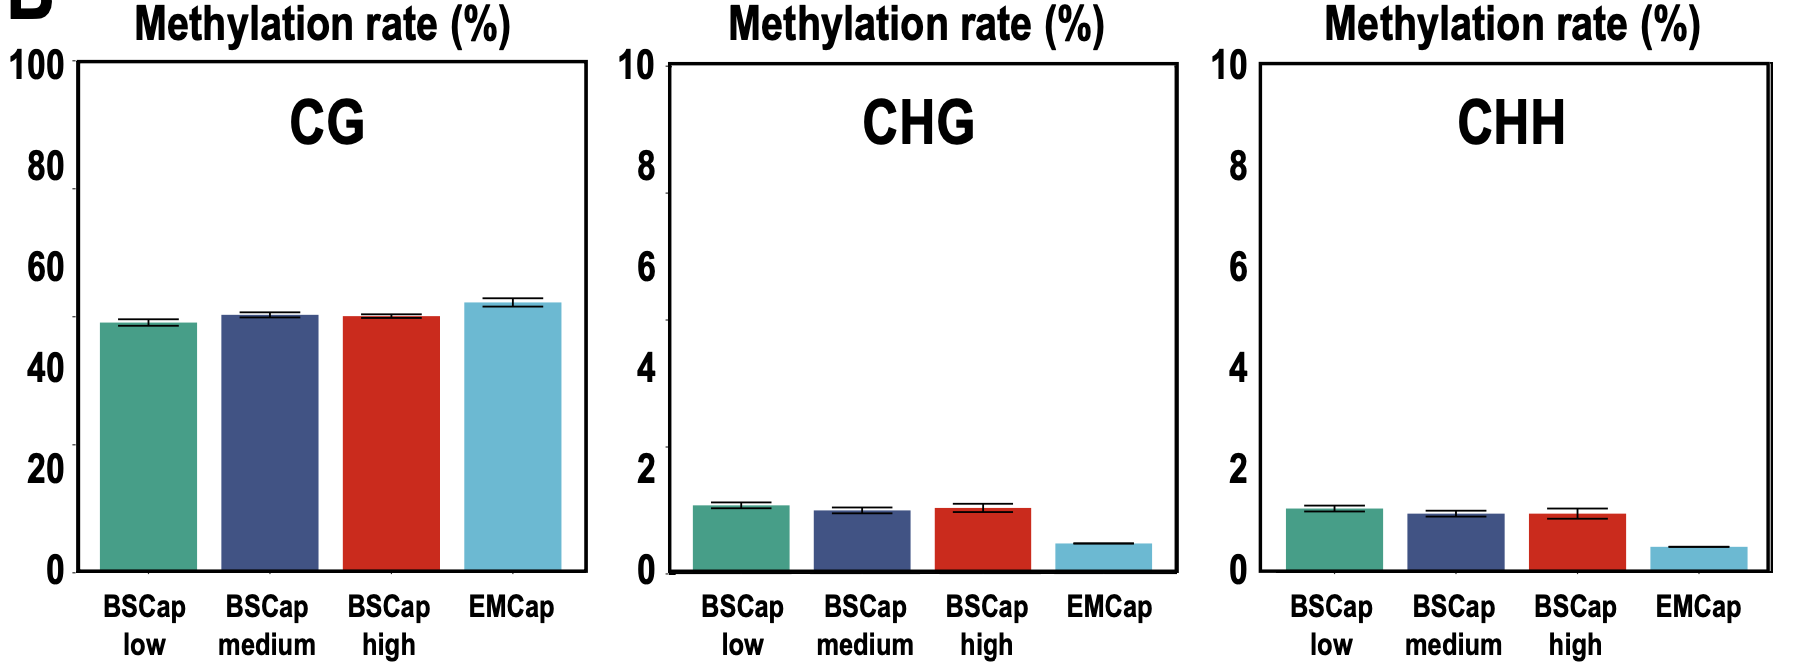 Methylation rate (%)
CG
100
80
60
40
20
0
BSCap low
BSCap medium
BSCap high
EMCap
Methylation rate (%)
CHG
10
8
6
4
2
0
BSCap low
BSCap medium
BSCap high
EMCap
Methylation rate (%)
CHH
10
8
6
4
2
0
BSCap low
BSCap medium
BSCap high
EMCap